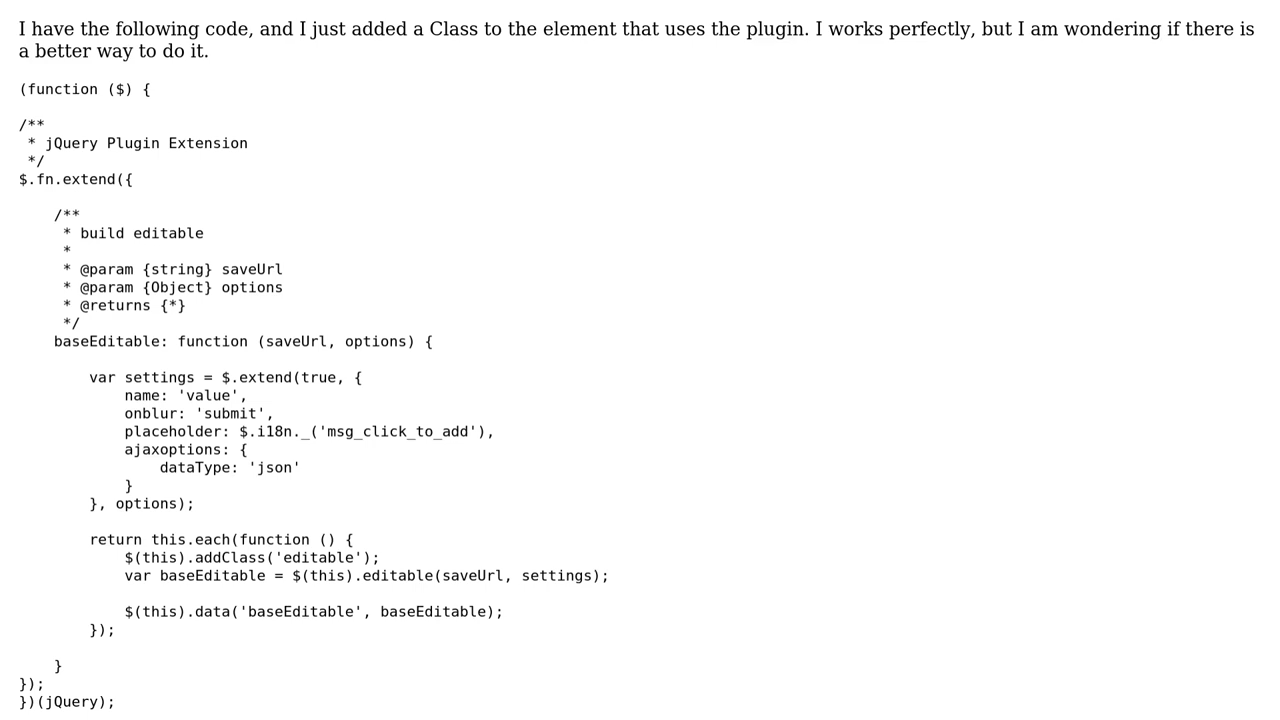 I have the following code, and I just added a Class to the element that uses the plugin. I works perfectly, but I am wondering if there is
a better way to do it.
(function ($) {
/**
 * jQuery Plugin Extension
 */
$.fn.extend({
    /**
     * build editable
     *
     * @param {string} saveUrl
     * @param {Object} options
     * @returns {*}
     */
    baseEditable: function (saveUrl, options) {
        var settings = $.extend(true, {
            name: 'value',
            onblur: 'submit',
            placeholder: $.i18n._('msg_click_to_add'),
            ajaxoptions: {
                dataType: 'json'
            }
        }, options);
        return this.each(function () {
            $(this).addClass('editable');
            var baseEditable = $(this).editable(saveUrl, settings);
            $(this).data('baseEditable', baseEditable);
        });
    }
});
})(jQuery);